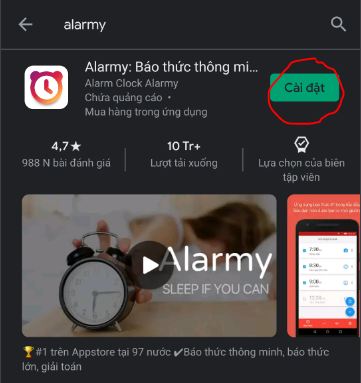 alarmy
Alarmy: Báo thức thông mi...
Alarm Clock Alarmy
Chứa quảng cáo •
Mua hàng trong ứng dụng
Cài đặt
4,7★
988 N bài đánh giá
10 Tr+
Lượt tải xuống
Lựa chọn của biên
tập viên
Alarmy
SLEEP IF YOU CAN
🏆#1 trên Appstore tại 97 nước ✔Báo thức thông minh, báo thức
lớn, giải toán